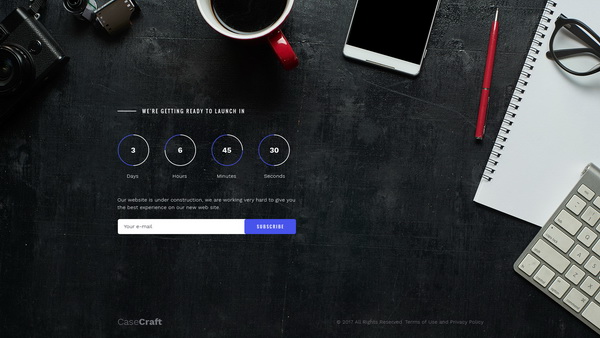 WE'RE GETTING READY TO LAUNCH IN
3 6 45 30
Days Hours Minutes Seconds
Our website is under construction, we are working very hard to give you
the best experience on our new web site.
Your e-mail SUBSCRIBE
CaseCraft © 2017 All Rights Reserved. Terms of Use and Privacy Policy